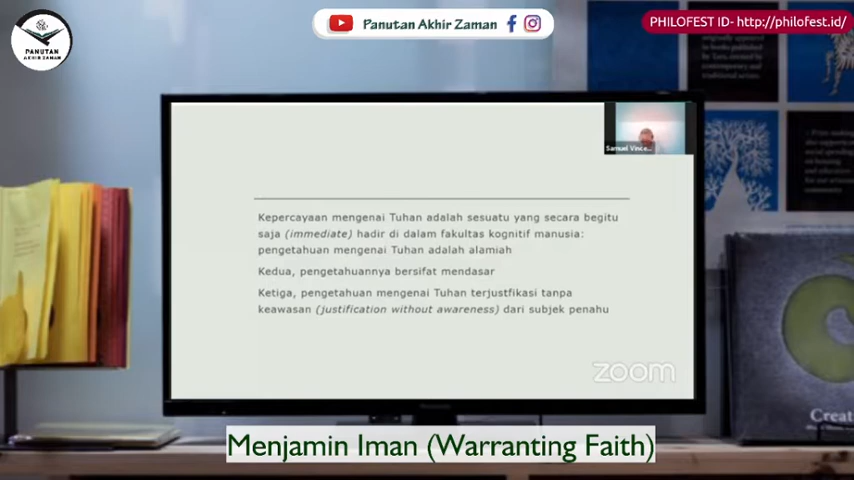 PANUTAN
AKHIR ZAMAN
Panutan Akhir Zaman
PHILOFEST ID- http://philofest.id/
Samuel Vince...
Kepercayaan mengenai Tuhan adalah sesuatu yang secara begitu
saja (immediate) hadir di dalam fakultas kognitif manusia:
pengetahuan mengenai Tuhan adalah alamiah
Kedua, pengetahuannya bersifat mendasar
Ketiga, pengetahuan mengenai Tuhan terjustfikasi tanpa
keawasan (justification without awareness) dari subjek penahu
zoom
Creat
Menjamin Iman (Warranting Faith)